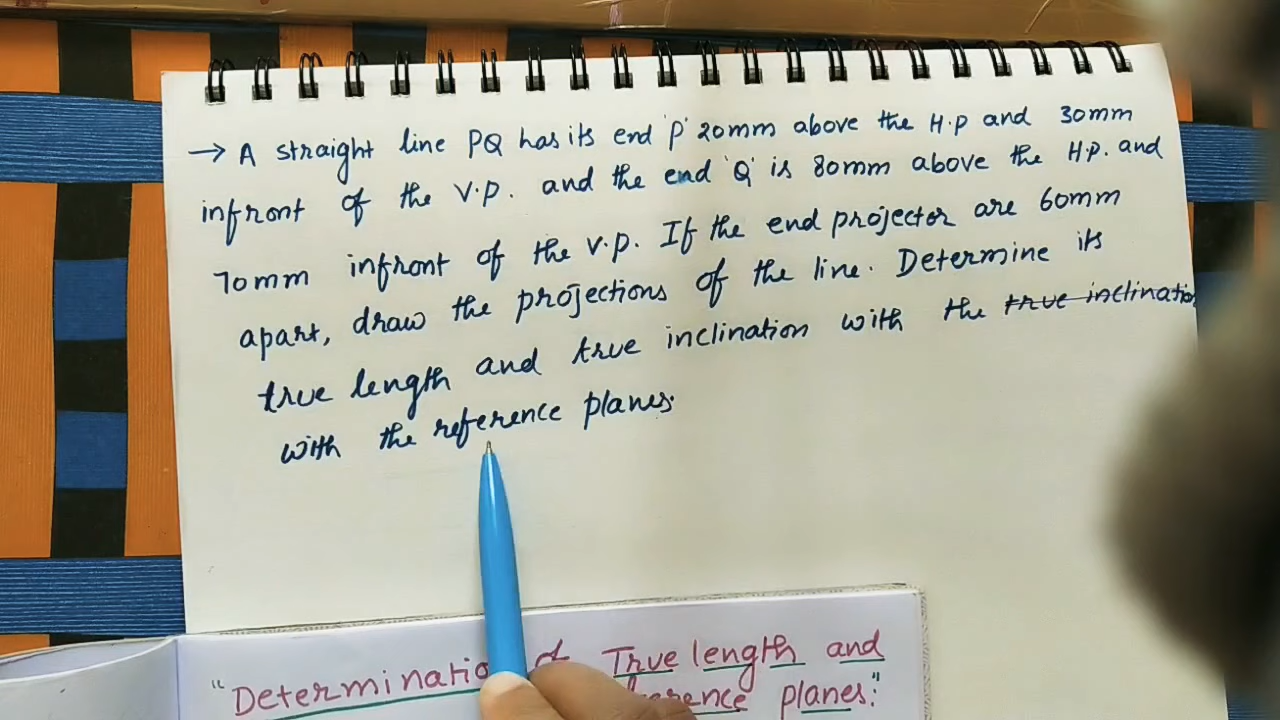 → A straight line PQ has its end 'P' 20mm above the H.P and 30mm
infront of the V.P. and the end 'Q' is 80mm above the H.P. and
70mm infront of the V.P. If the end projector are 60mm
apart, draw the projections of the line. Determine its
true length and true inclination with the true inclination
with the reference planes.
"Determinatio of True length and
ference planes."